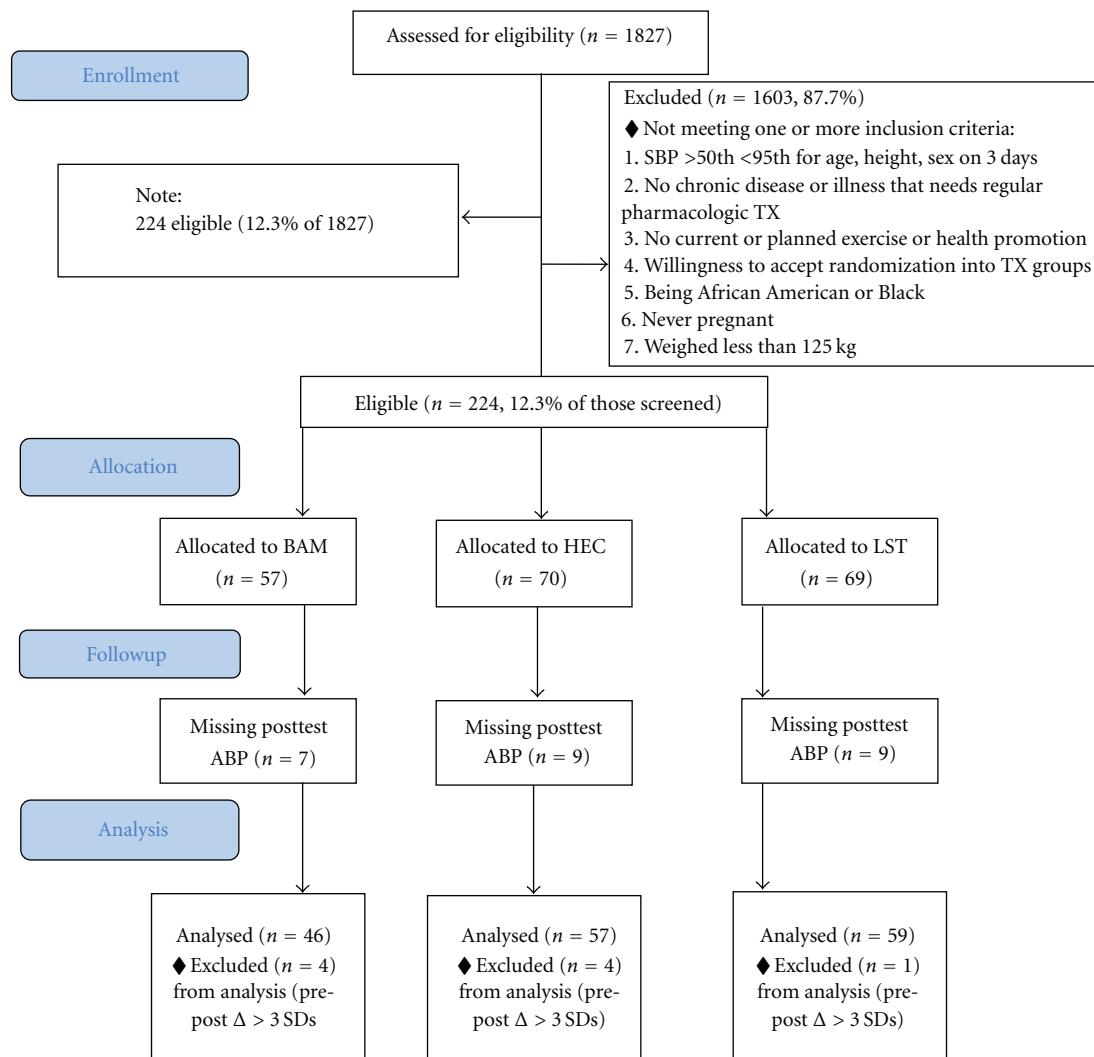 Assessed for eligibility (n = 1827)
Enrollment
Excluded (n = 1603, 87.7%)
♦ Not meeting one or more inclusion criteria:
1. SBP >50th <95th for age, height, sex on 3 days
2. No chronic disease or illness that needs regular
pharmacologic TX
3. No current or planned exercise or health promotion
4. Willingness to accept randomization into TX groups
5. Being African American or Black
6. Never pregnant
7. Weighed less than 125 kg
Note:
224 eligible (12.3% of 1827)
Eligible (n = 224, 12.3% of those screened)
Allocation
Allocated to BAM
(n = 57)
Allocated to HEC
(n = 70)
Allocated to LST
(n = 69)
Followup
Missing posttest
ABP (n = 7)
Missing posttest
ABP (n = 9)
Missing posttest
ABP (n = 9)
Analysis
Analysed (n = 46)
♦ Excluded (n = 4)
from analysis (pre-
post Δ > 3 SDs
Analysed (n = 57)
♦ Excluded (n = 4)
from analysis (pre-
post Δ > 3 SDs)
Analysed (n = 59)
♦ Excluded (n = 1)
from analysis (pre-
post Δ > 3 SDs)